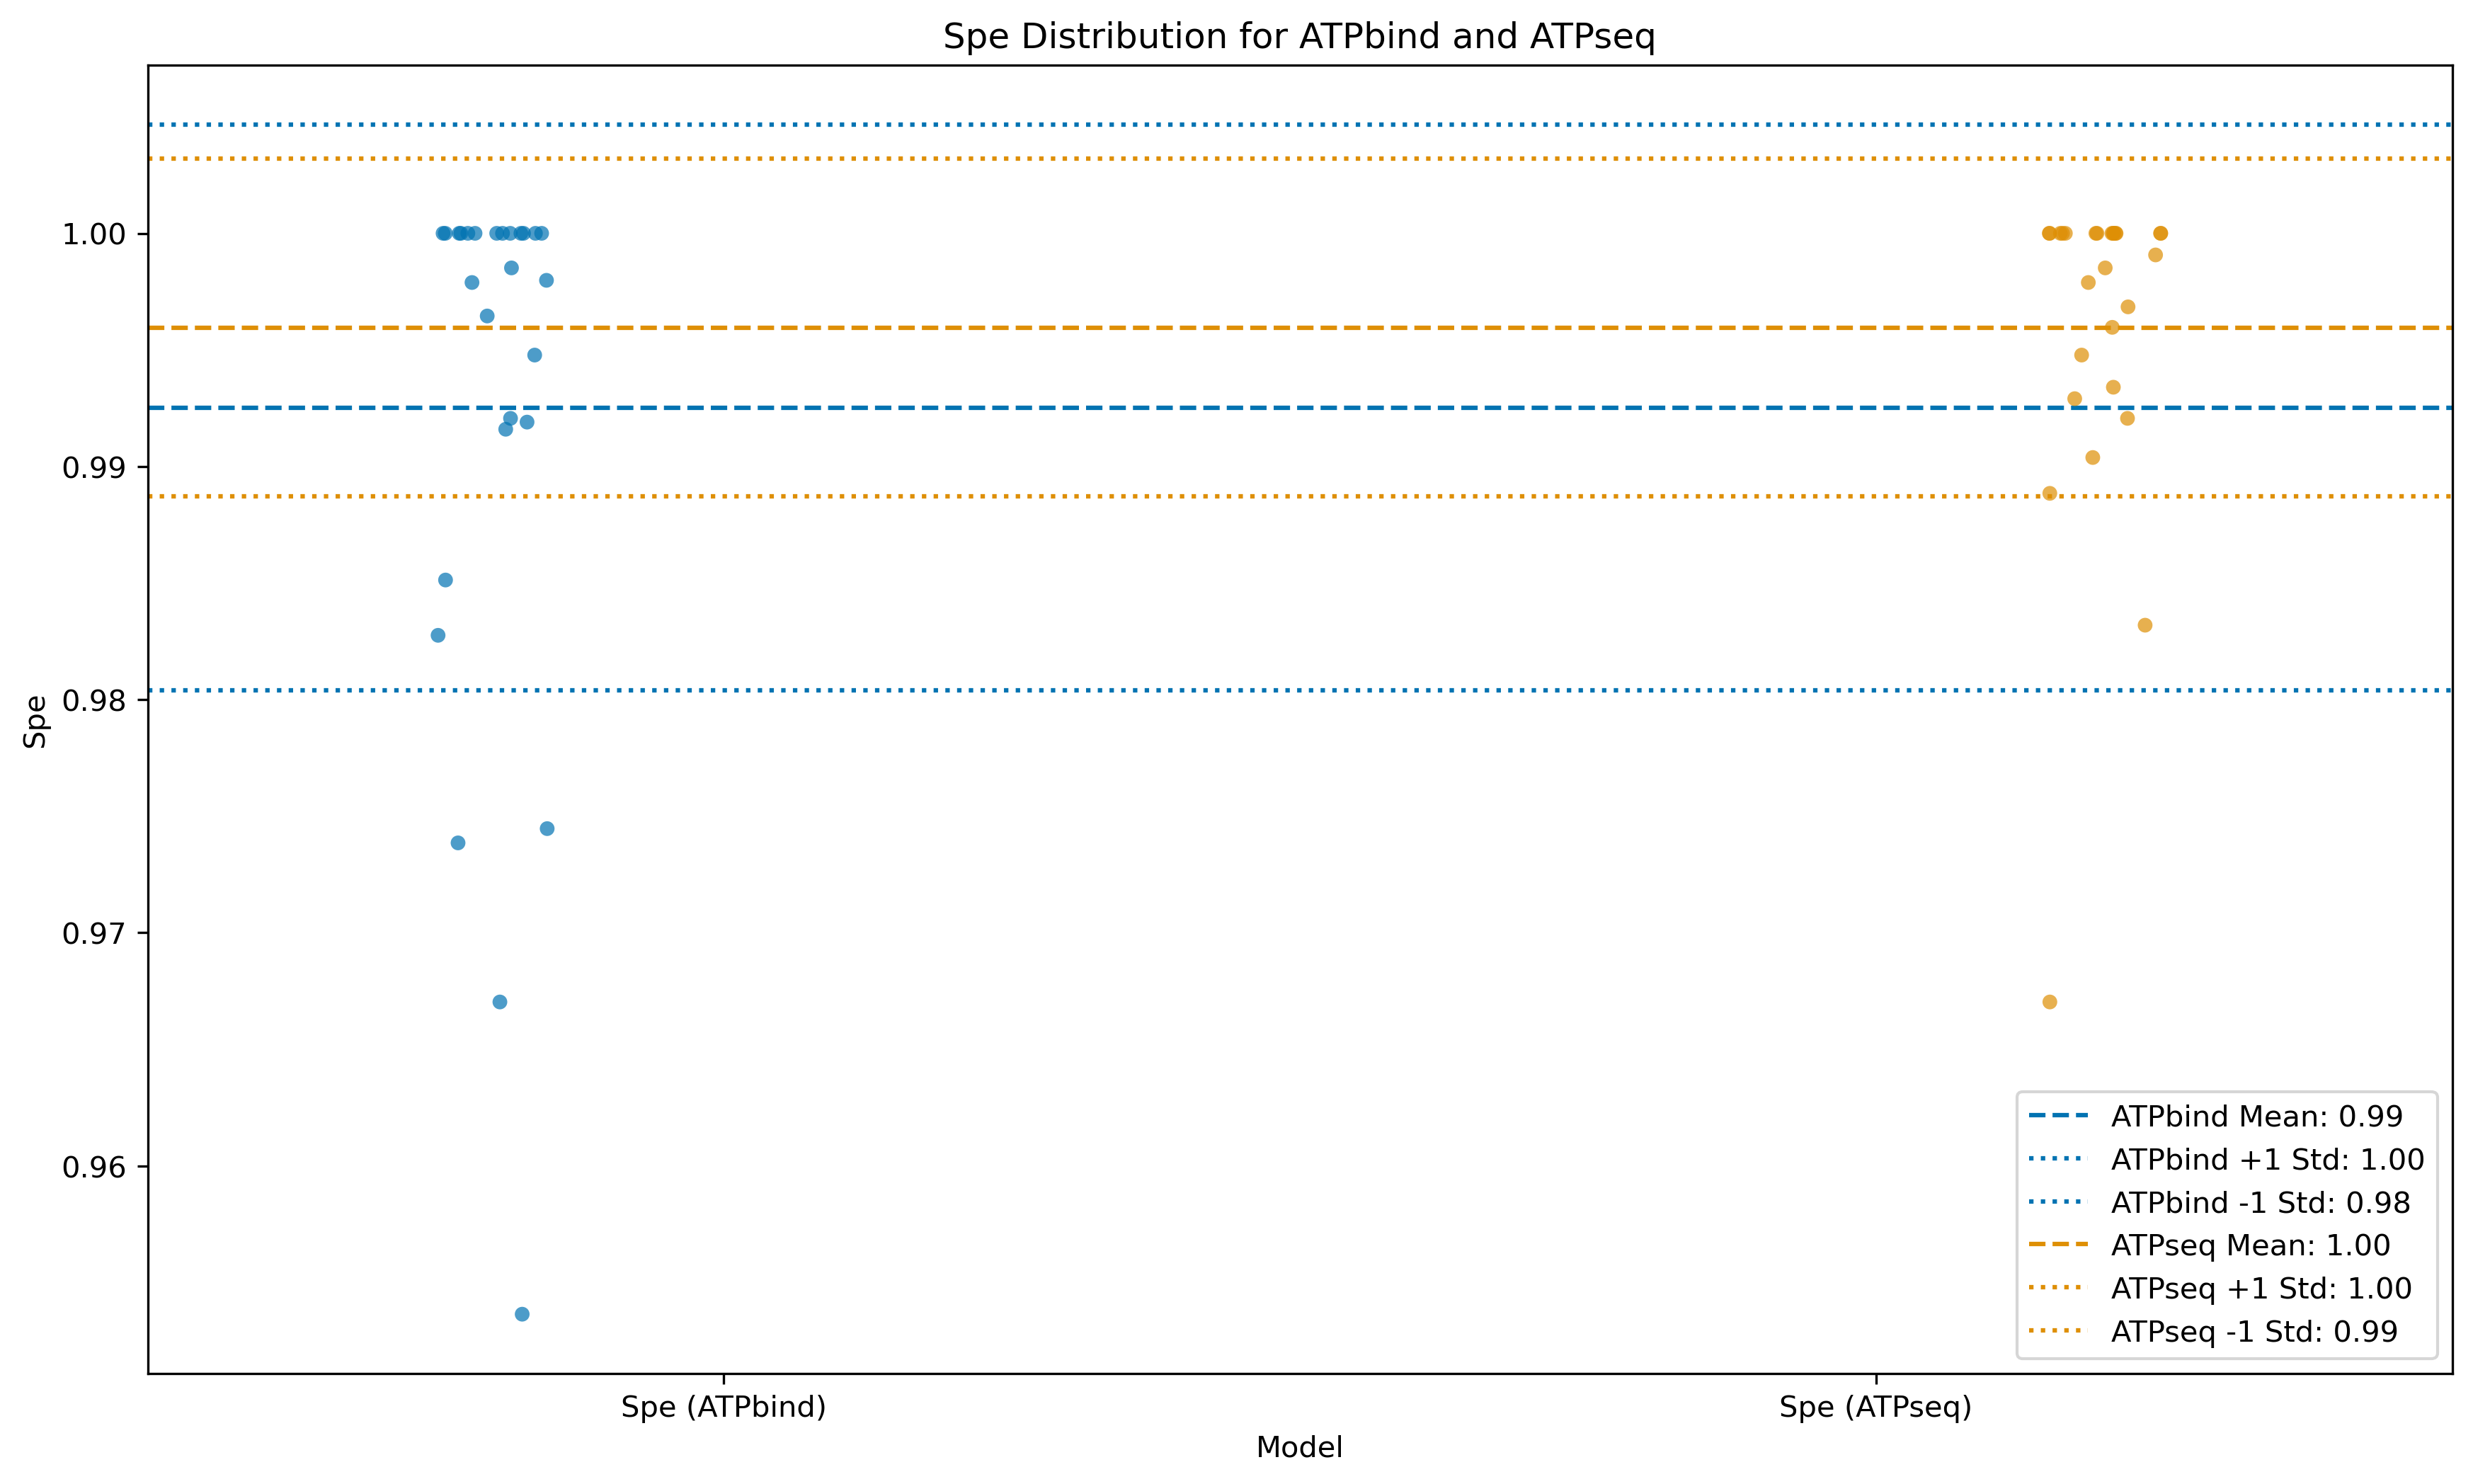 Spe Distribution for ATPbind and ATPseq
1.00
0.99
0.98
0.97
0.96
Spe
Spe (ATPbind)
Spe (ATPseq)
Model
ATPbind Mean: 0.99
ATPbind +1 Std: 1.00
ATPbind -1 Std: 0.98
ATPseq Mean: 1.00
ATPseq +1 Std: 1.00
ATPseq -1 Std: 0.99